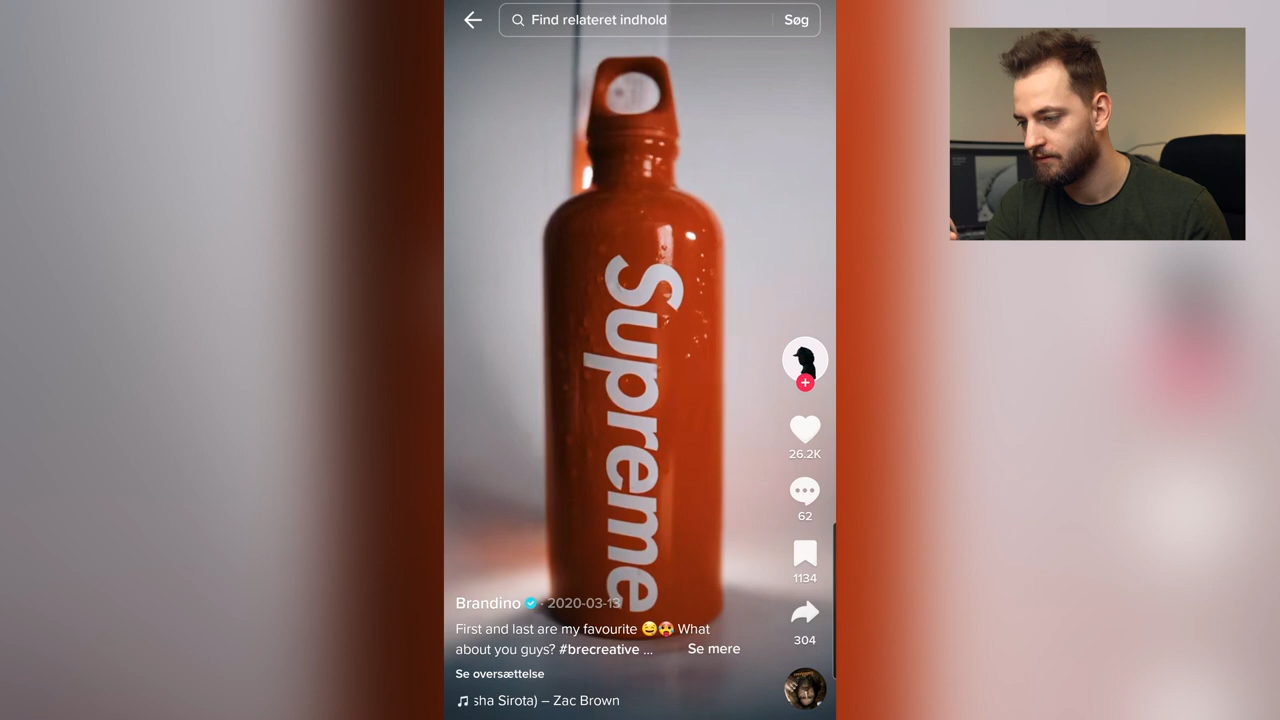 Find relateret indhold
Søg
Supreme
26.2K
62
1134
304
Brandino · 2020-03-13
First and last are my favourite 😅🥵 What
about you guys? #brecreative ... Se mere
Se oversættelse
sha Sirota) – Zac Brown